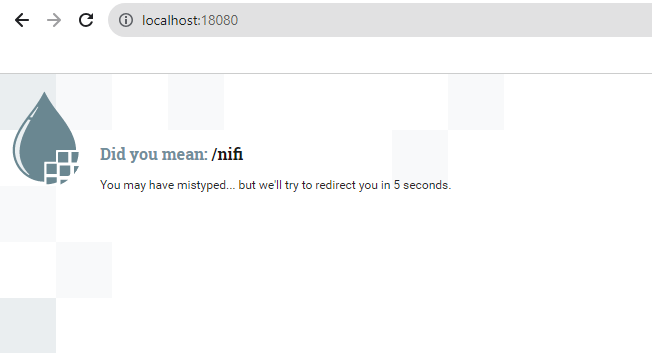 localhost:18080
Did you mean: /nifi
You may have mistyped... but we'll try to redirect you in 5 seconds.